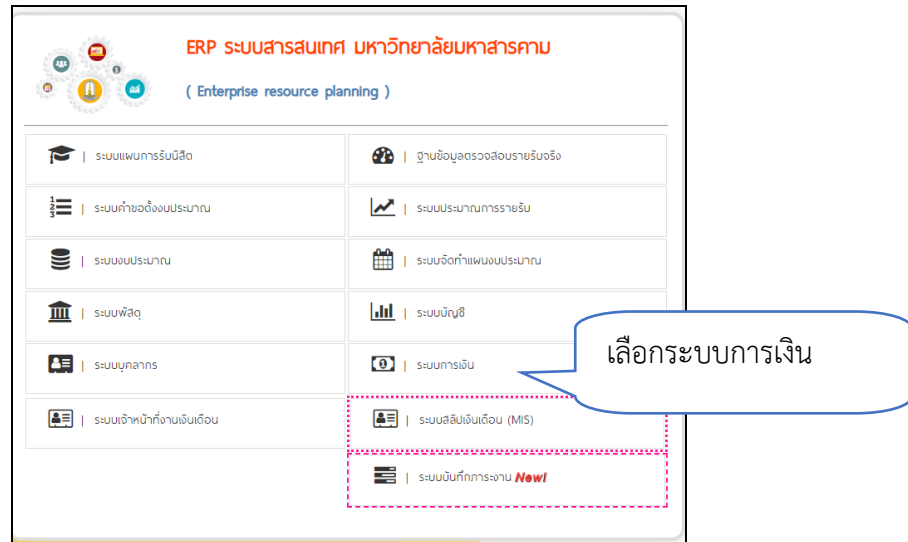 ERP ระบบสารสนเทศ มหาวิทยาลัยมหาสารคาม
( Enterprise resource planning )
| ระบบแผนการรับนิสิต
| ฐานข้อมูลตรวจสอบรายรับจริง
| ระบบคำขอตั้งงบประมาณ
| ระบบประมาณการรายรับ
| ระบบงบประมาณ
| ระบบจัดทำแผนงบประมาณ
| ระบบพัสดุ
| ระบบบัญชี
| ระบบบุคลากร
| ระบบการเงิน
เลือกระบบการเงิน
| ระบบเจ้าหน้าที่งานเงินเดือน
| ระบบสลิปเงินเดือน (MIS)
| ระบบบันทึกภาระงาน New!